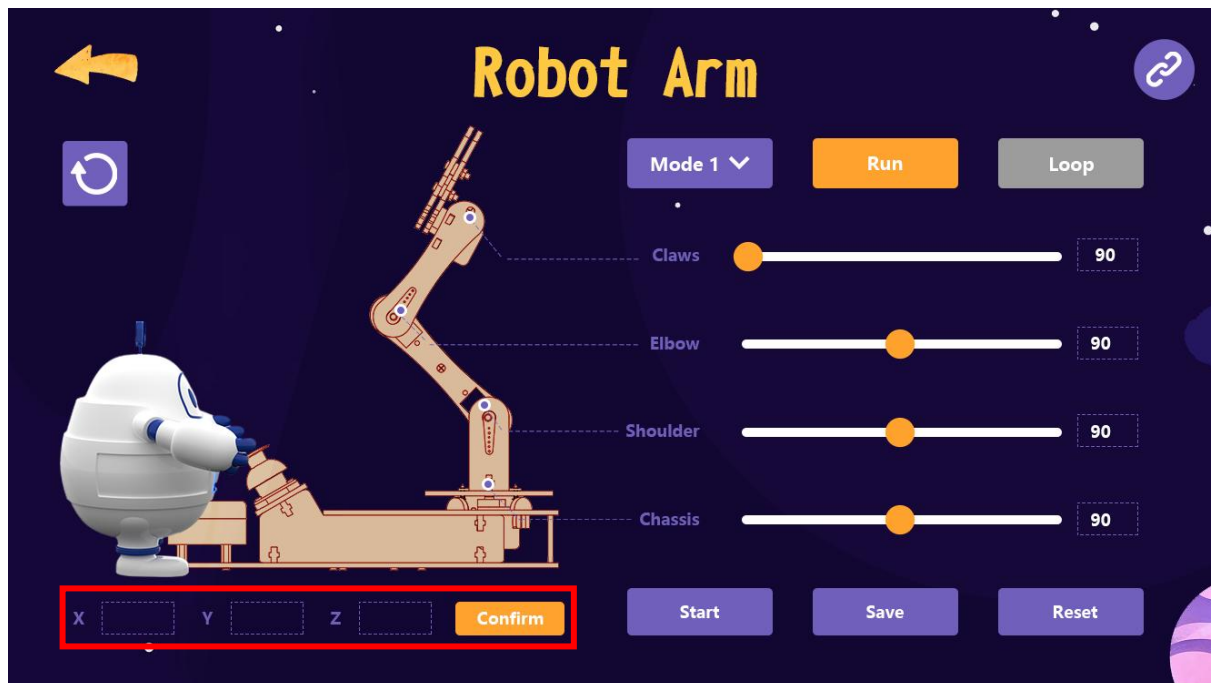 Robot Arm
Mode 1
Run
Loop
Claws
90
Elbow
90
Shoulder
90
Chassis
90
X
Y
Z
Confirm
Start
Save
Reset